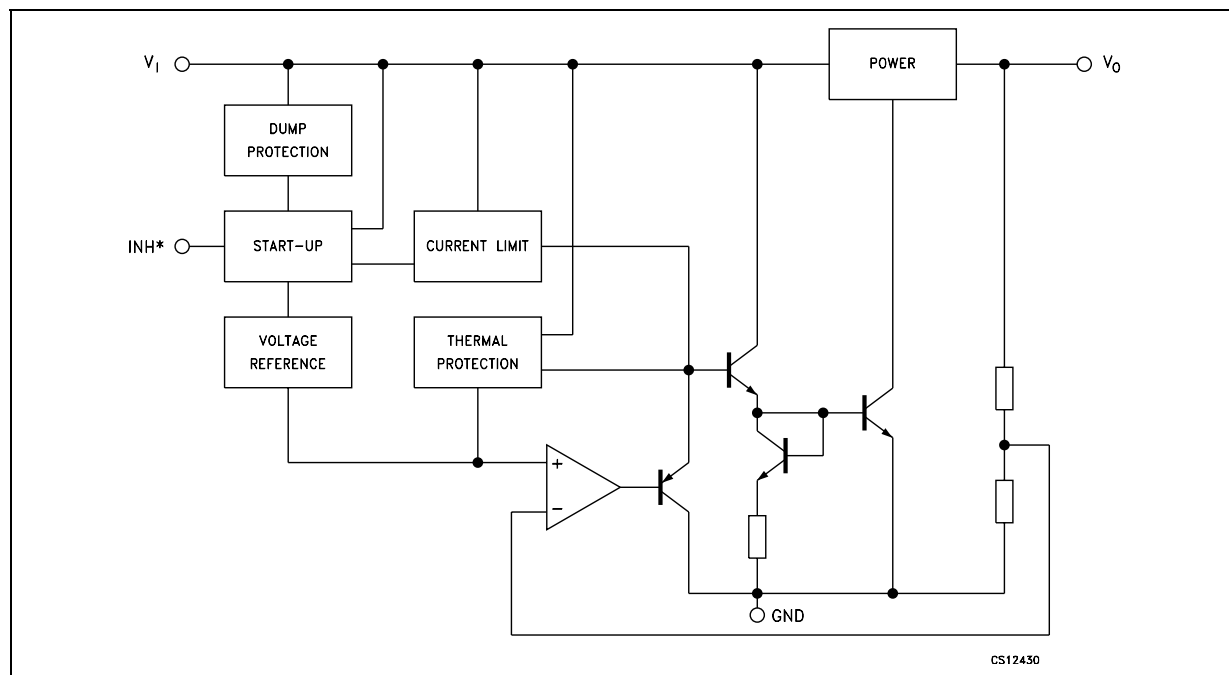 V_I
POWER
V_O
DUMP
PROTECTION
INH*
START-UP
CURRENT LIMIT
VOLTAGE
REFERENCE
THERMAL
PROTECTION
+
−
GND
CS12430